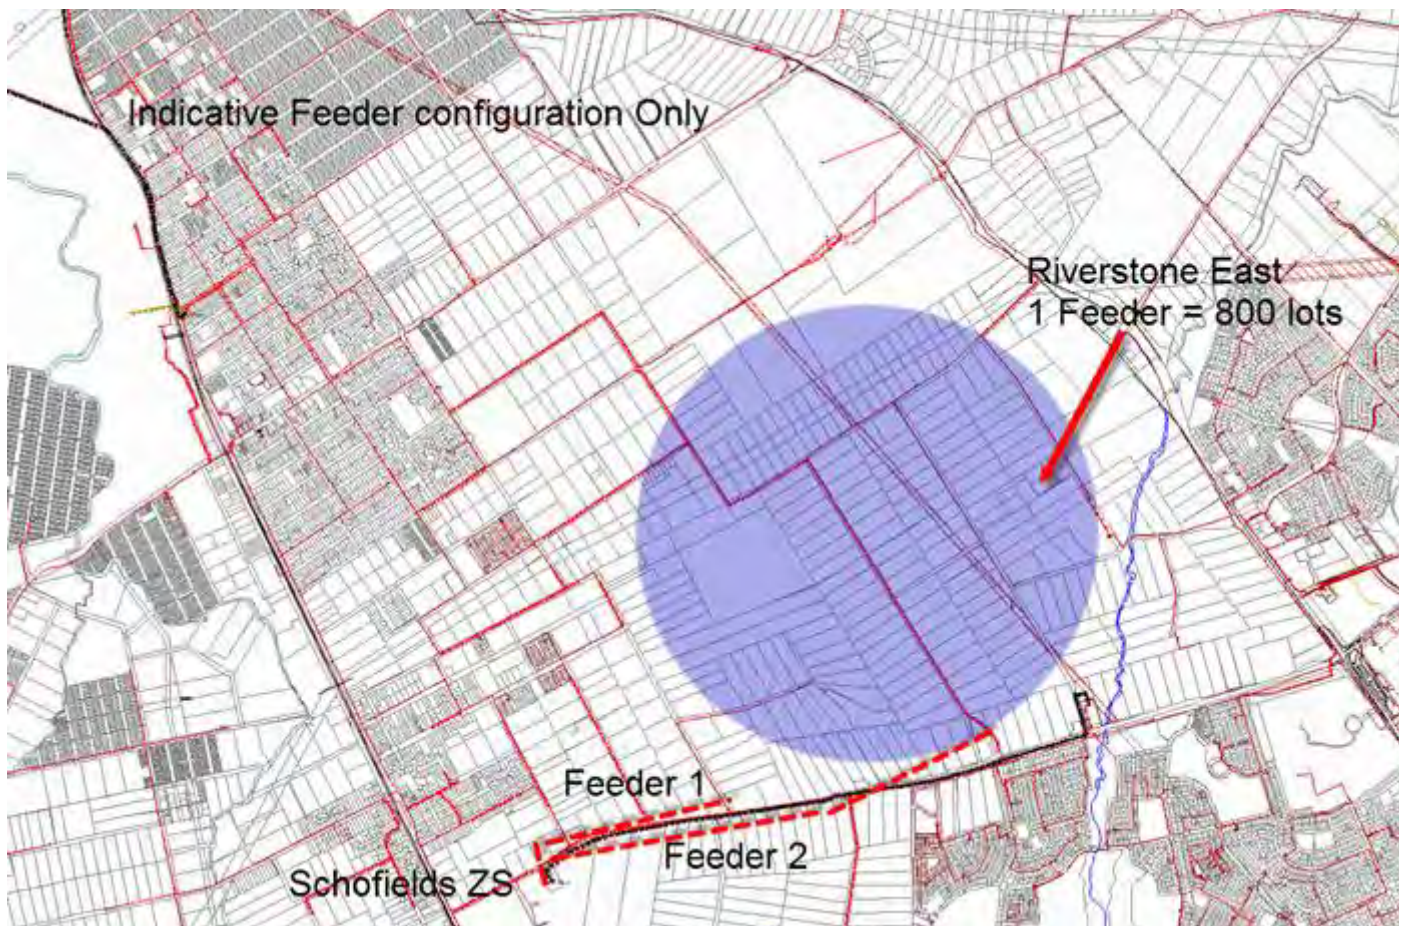 Indicative Feeder configuration Only
Riverstone East
1 Feeder = 800 lots
Feeder 1
Feeder 2
Schofields ZS